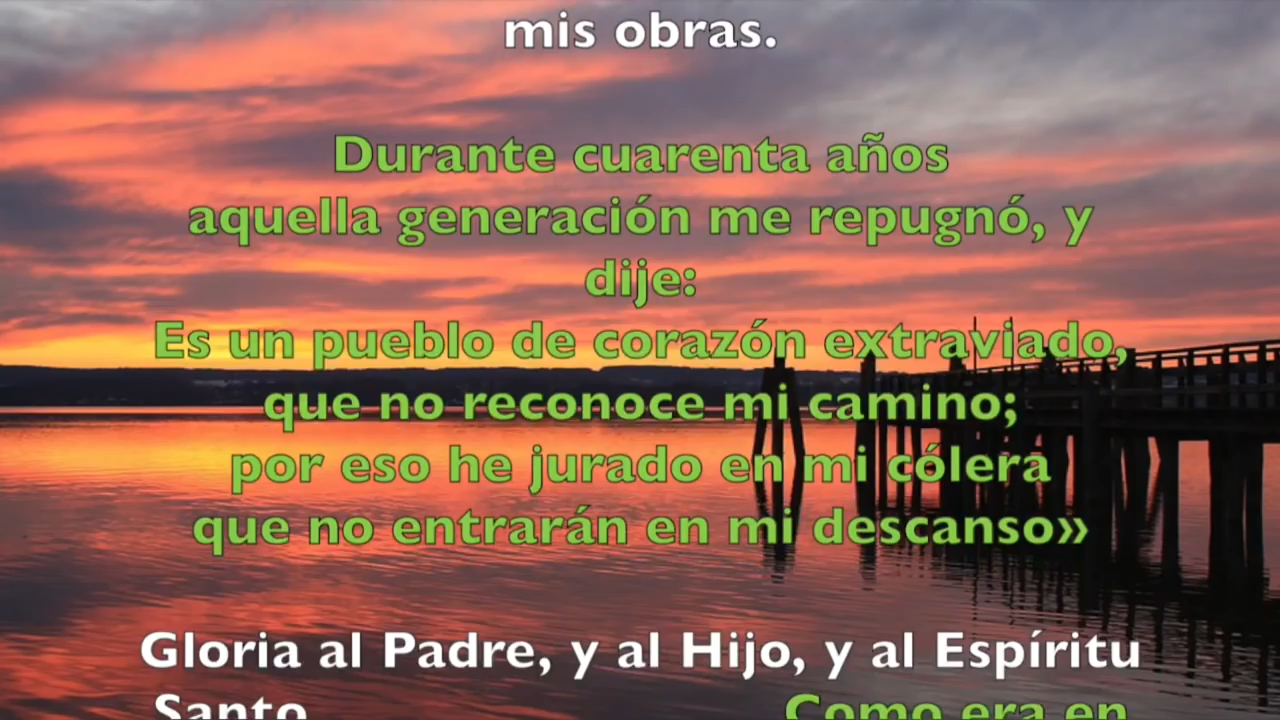 mis obras.
Durante cuarenta años
aquella generación me repugnó, y
dije:
Es un pueblo de corazón extraviado,
que no reconoce mi camino;
por eso he jurado en mi cólera
que no entrarán en mi descanso»
Gloria al Padre, y al Hijo, y al Espíritu
Santo. Como era en